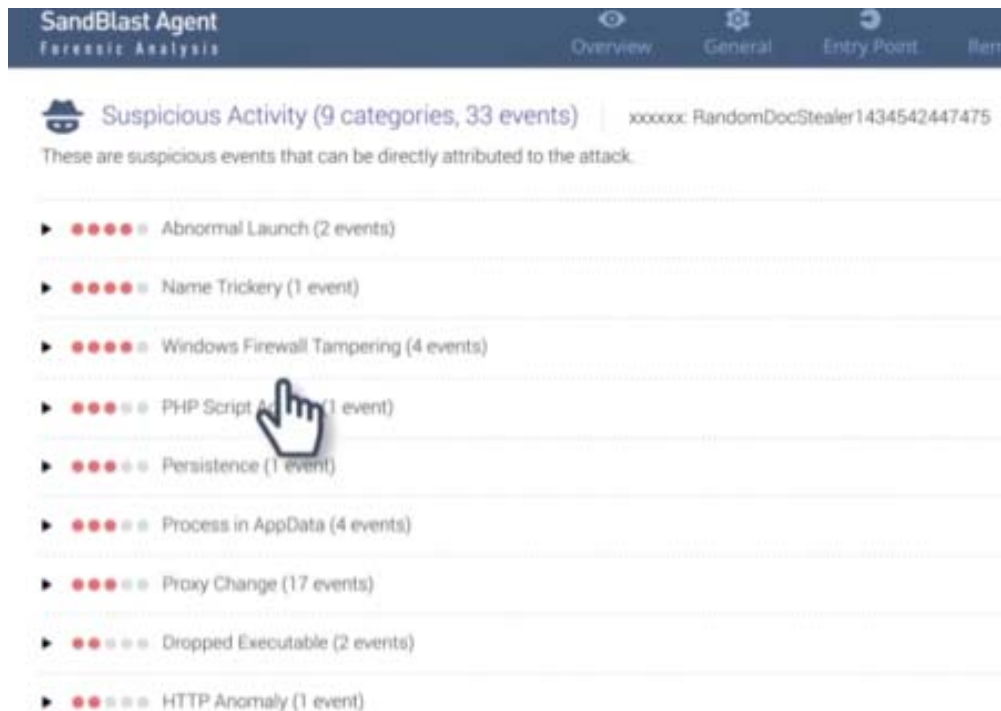 SandBlast Agent
Forensic Analysis
Overview
General
Entry Point
Suspicious Activity (9 categories, 33 events)
xxxxxx: RandomDocStealer1434542447475
These are suspicious events that can be directly attributed to the attack.
Abnormal Launch (2 events)
Name Trickery (1 event)
Windows Firewall Tampering (4 events)
PHP Script (1 event)
Persistence (1 event)
Process in AppData (4 events)
Proxy Change (17 events)
Dropped Executable (2 events)
HTTP Anomaly (1 event)